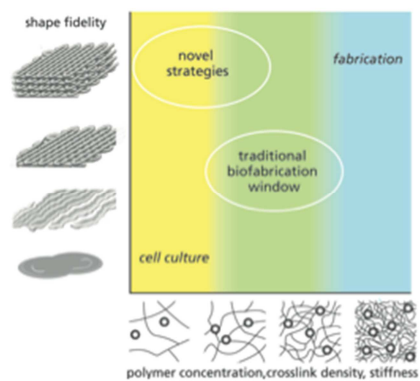 shape fidelity
novel
strategies
fabrication
traditional
biofabrication
window
cell culture
polymer concentration,crosslink density, stiffness